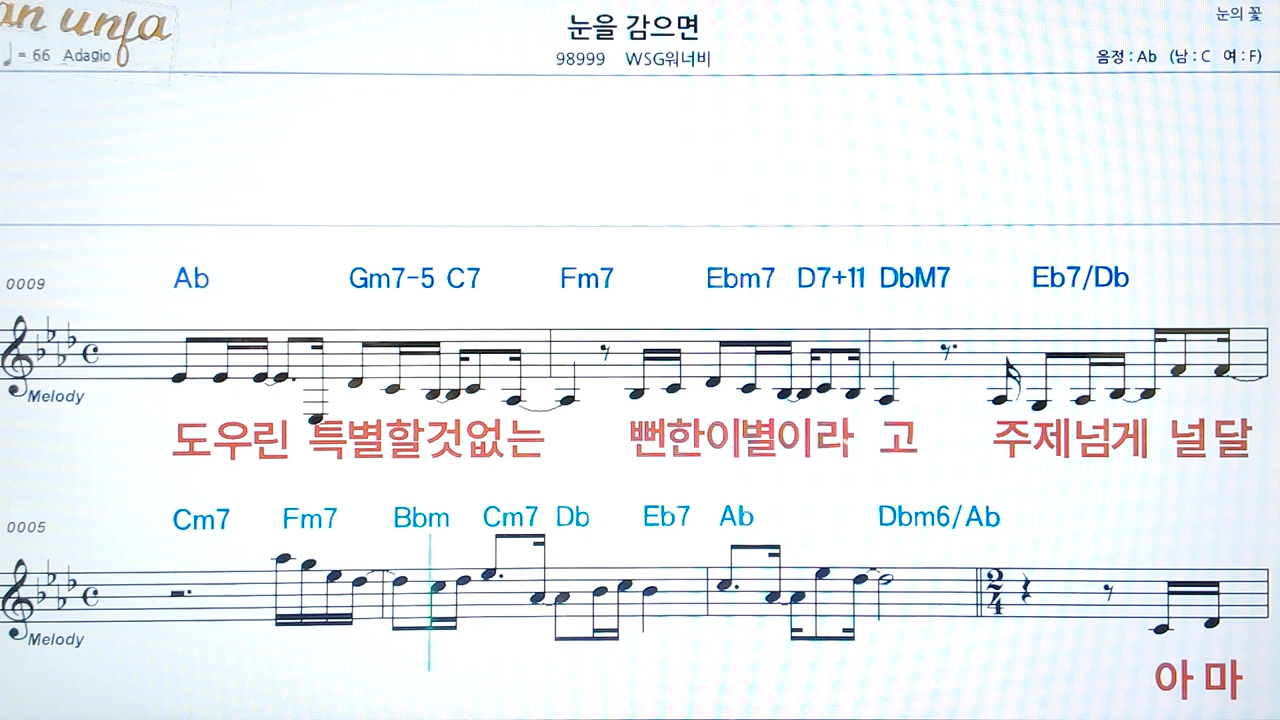 an unfa
눈을 감으면
눈의 꽃
♩ = 66 Adagio
98999 WSG워너비
음정 : Ab (남 : C 여 : F)
Ab Gm7-5 C7 Fm7 Ebm7 D7+11 DbM7 Eb7/Db
0009
Melody
도우린 특별할것없는 뻔한이별이라 고 주제넘게 널달
Cm7 Fm7 Bbm Cm7 Db Eb7 Ab Dbm6/Ab
0005
2
4
Melody
아마